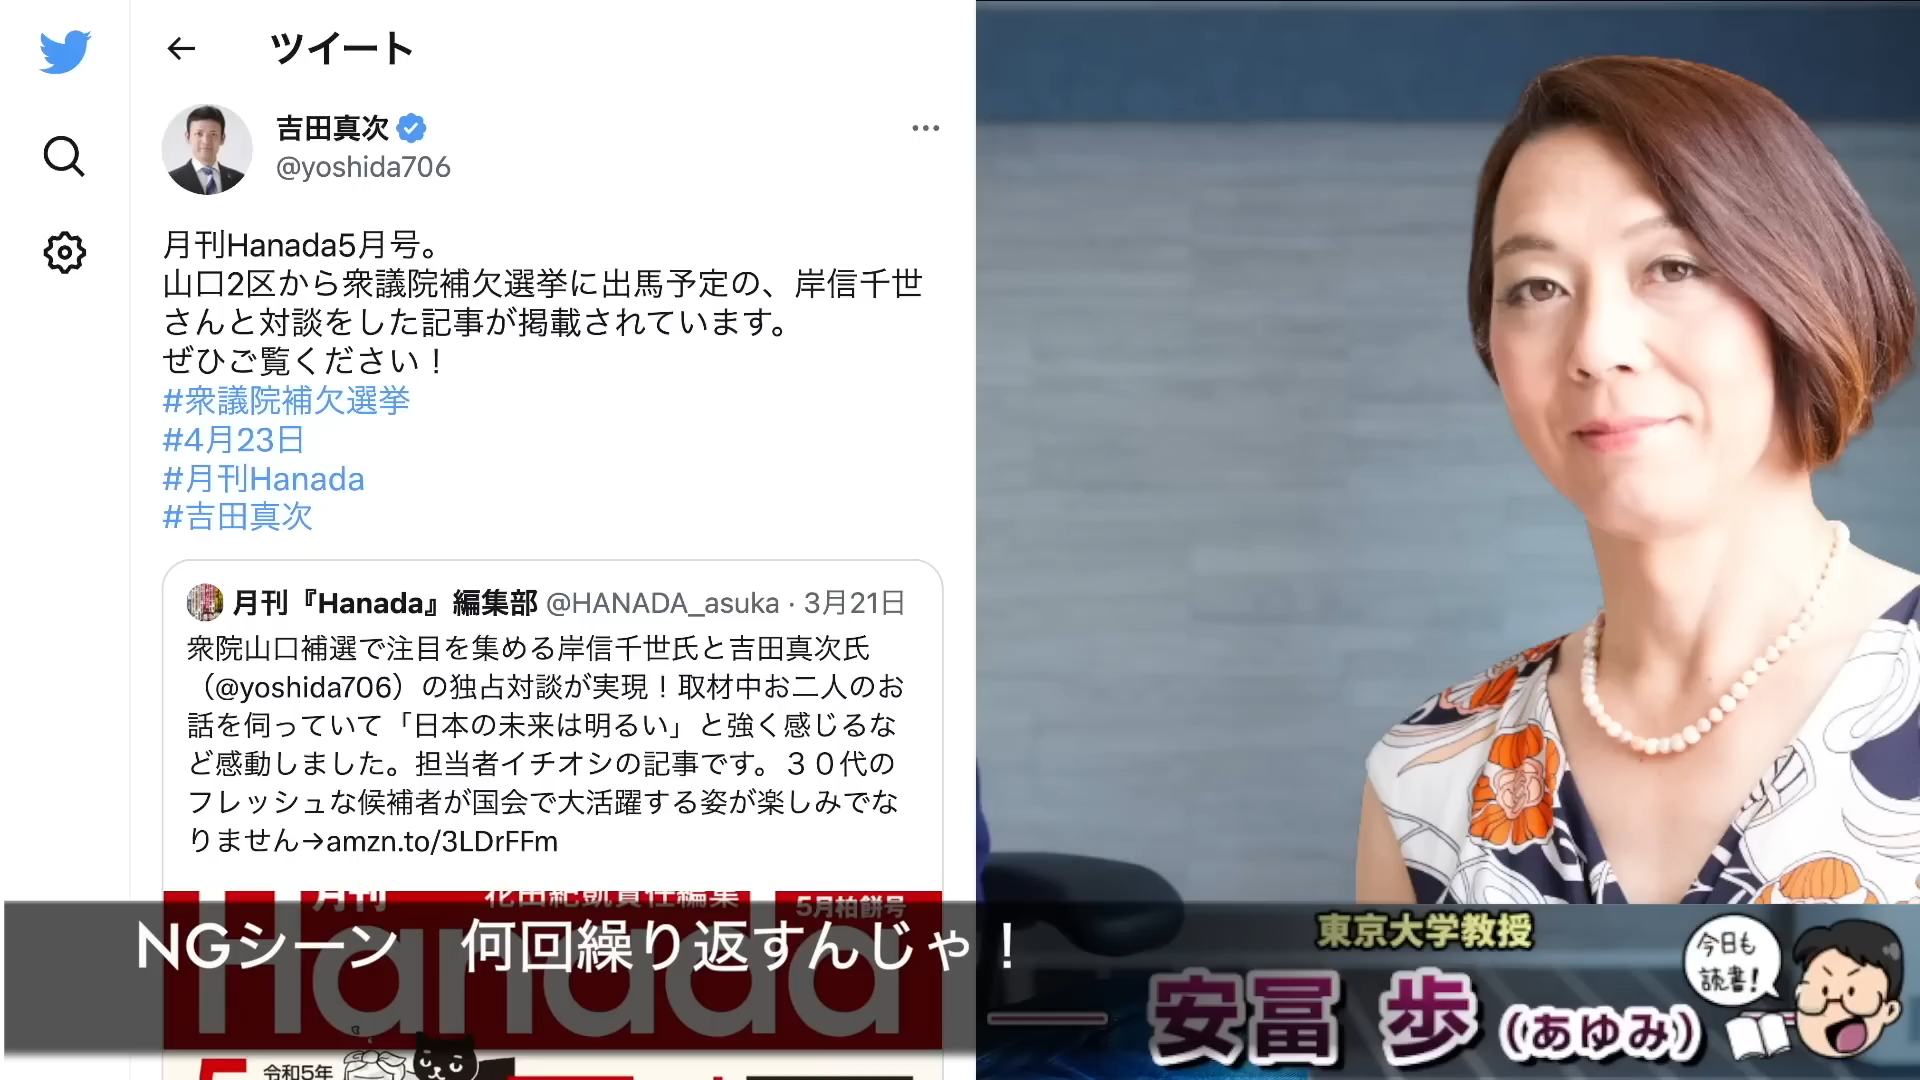 ツイート
吉田真次
@yoshida706
月刊Hanada5月号。
山口2区から衆議院補欠選挙に出馬予定の、岸信千世
さんと対談をした記事が掲載されています。
ぜひご覧ください！
#衆議院補欠選挙
#4月23日
#月刊Hanada
#吉田真次
月刊『Hanada』編集部 @HANADA_asuka · 3月21日
衆院山口補選で注目を集める岸信千世氏と吉田真次氏
（@yoshida706）の独占対談が実現！取材中お二人のお
話を伺っていて「日本の未来は明るい」と強く感じるな
ど感動しました。担当者イチオシの記事です。３０代の
フレッシュな候補者が国会で大活躍する姿が楽しみでな
りません→amzn.to/3LDrFFm
月刊 花田紀凱責任編集 5月柏餅号
Hanada
5 令和5年
NGシーン　何回繰り返すんじゃ！
東京大学教授
安冨 歩 (あゆみ)
今日も
読書!